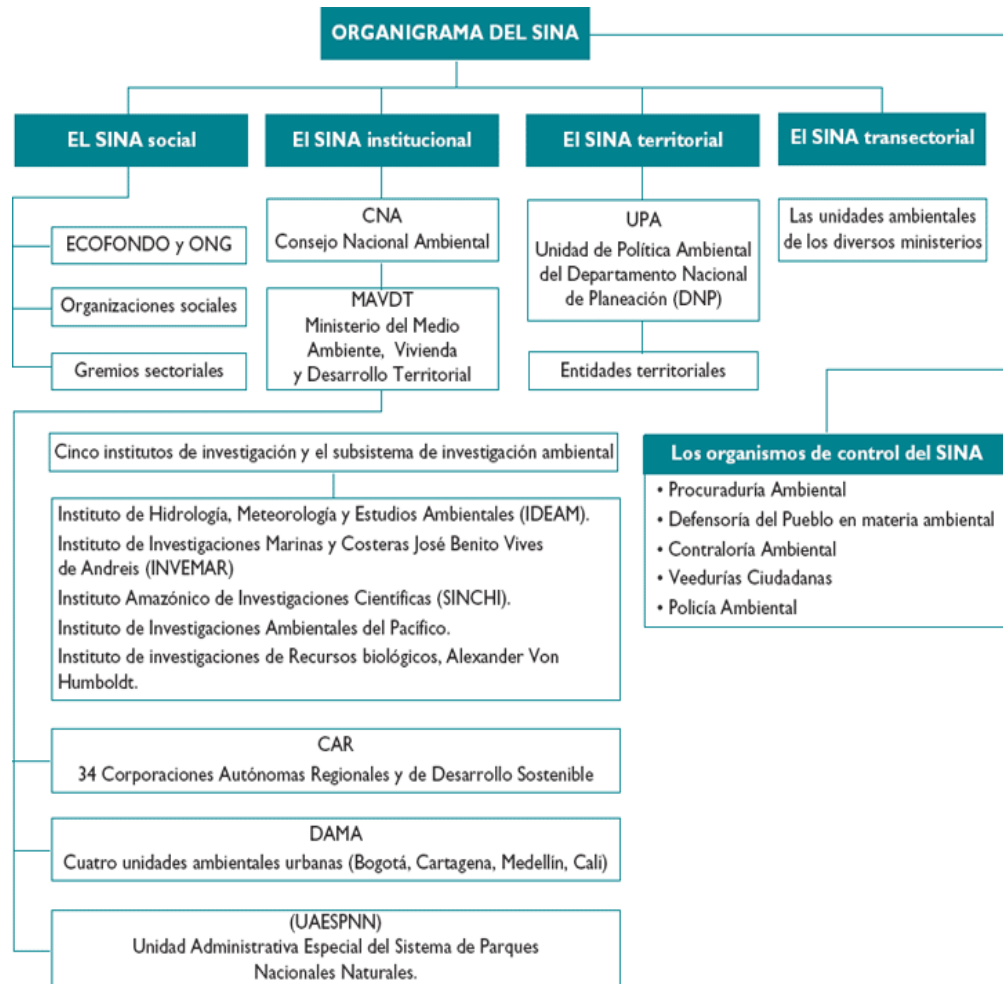 ORGANIGRAMA DEL SINA
EL SINA social
ECOFONDO y ONG
Organizaciones sociales
Gremios sectoriales
El SINA institucional
CNA
Consejo Nacional Ambiental
MAVDT
Ministerio del Medio
Ambiente, Vivienda
y Desarrollo Territorial
El SINA territorial
UPA
Unidad de Política Ambiental
del Departamento Nacional
de Planeación (DNP)
Entidades territoriales
El SINA transectorial
Las unidades ambientales
de los diversos ministerios
Cinco institutos de investigación y el subsistema de investigación ambiental
Instituto de Hidrología, Meteorología y Estudios Ambientales (IDEAM).
Instituto de Investigaciones Marinas y Costeras José Benito Vives
de Andreis (INVEMAR)
Instituto Amazónico de Investigaciones Científicas (SINCHI).
Instituto de Investigaciones Ambientales del Pacífico.
Instituto de investigaciones de Recursos biológicos, Alexander Von
Humboldt.
CAR
34 Corporaciones Autónomas Regionales y de Desarrollo Sostenible
DAMA
Cuatro unidades ambientales urbanas (Bogotá, Cartagena, Medellín, Cali)
(UAESPNN)
Unidad Administrativa Especial del Sistema de Parques
Nacionales Naturales.
Los organismos de control del SINA
• Procuraduría Ambiental
• Defensoría del Pueblo en materia ambiental
• Contraloría Ambiental
• Veedurías Ciudadanas
• Policía Ambiental